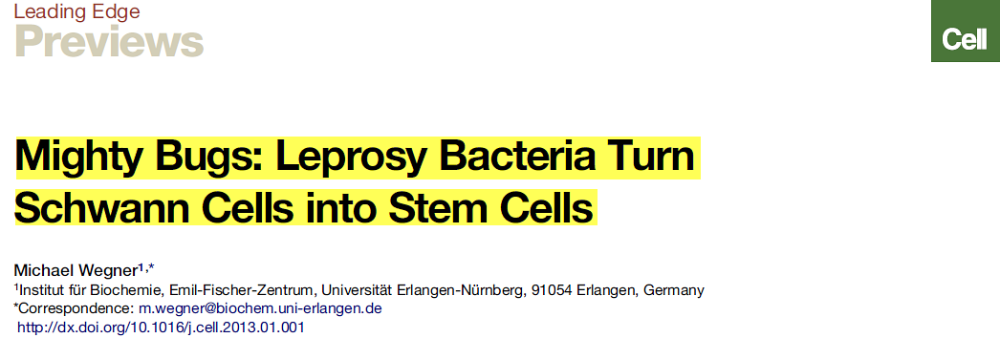 Leading Edge
Previews
Cell
Mighty Bugs: Leprosy Bacteria Turn
Schwann Cells into Stem Cells
Michael Wegner¹,*
¹Institut für Biochemie, Emil-Fischer-Zentrum, Universität Erlangen-Nürnberg, 91054 Erlangen, Germany
*Correspondence: m.wegner@biochem.uni-erlangen.de
http://dx.doi.org/10.1016/j.cell.2013.01.001